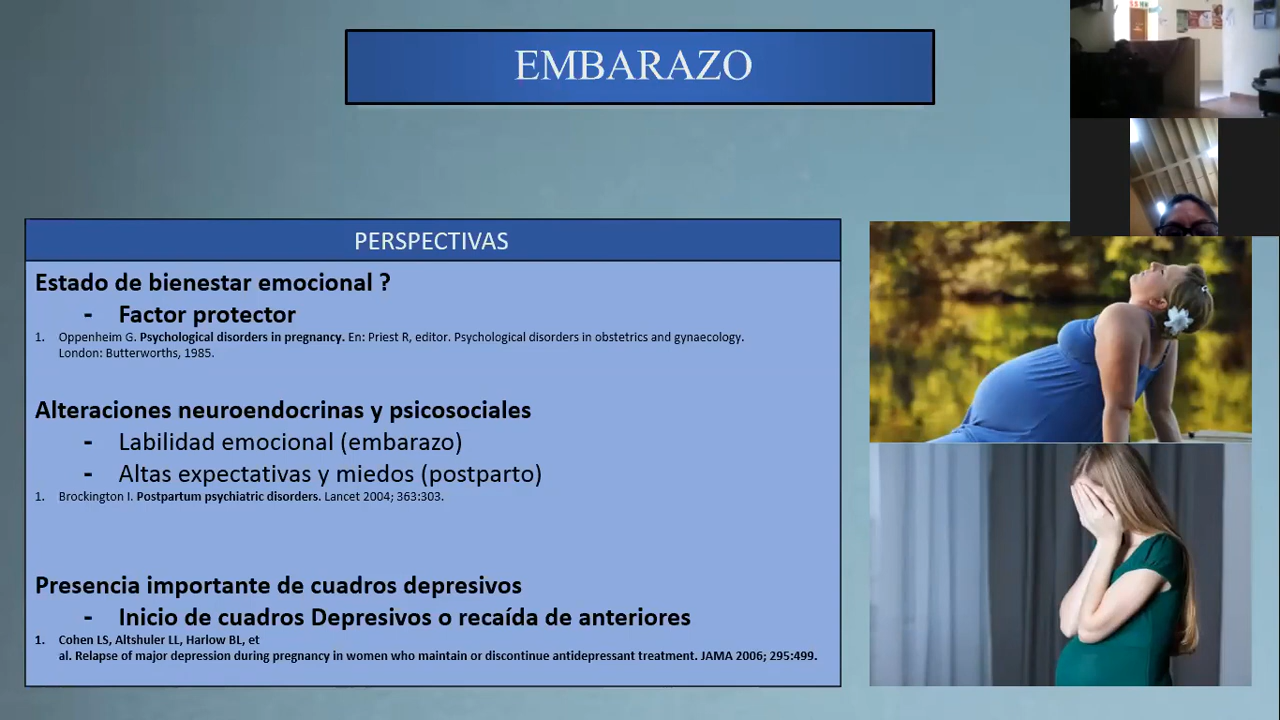 EMBARAZO
PERSPECTIVAS
Estado de bienestar emocional ?
- Factor protector
1. Oppenheim G. Psychological disorders in pregnancy. En: Priest R, editor. Psychological disorders in obstetrics and gynaecology.
London: Butterworths, 1985.
Alteraciones neuroendocrinas y psicosociales
- Labilidad emocional (embarazo)
- Altas expectativas y miedos (postparto)
1. Brockington I. Postpartum psychiatric disorders. Lancet 2004; 363:303.
Presencia importante de cuadros depresivos
- Inicio de cuadros Depresivos o recaída de anteriores
1. Cohen LS, Altshuler LL, Harlow BL, et
al. Relapse of major depression during pregnancy in women who maintain or discontinue antidepressant treatment. JAMA 2006; 295:499.